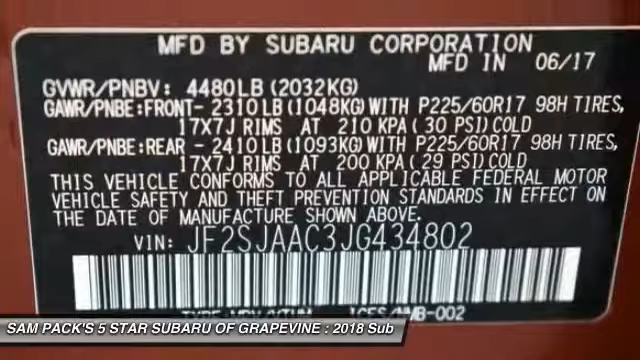 MFD BY SUBARU CORPORATION
MFD IN 06/17
GVWR/PNBV: 4480LB (2032KG)
GAWR/PNBE:FRONT- 2310LB(1048KG)WITH P225/60R17 98H TIRES,
17X7J RIMS AT 210 KPA(30 PSI)COLD
GAWR/PNBE:REAR - 2410LB(1093KG)WITH P225/60R17 98H TIRES,
17X7J RIMS AT 200 KPA(29 PSI)COLD
THIS VEHICLE CONFORMS TO ALL APPLICABLE FEDERAL MOTOR
VEHICLE SAFETY AND THEFT PREVENTION STANDARDS IN EFFECT ON
THE DATE OF MANUFACTURE SHOWN ABOVE.
VIN: JF2SJAAC3JG434802
SAM PACK'S 5 STAR SUBARU OF GRAPEVINE : 2018 Sub